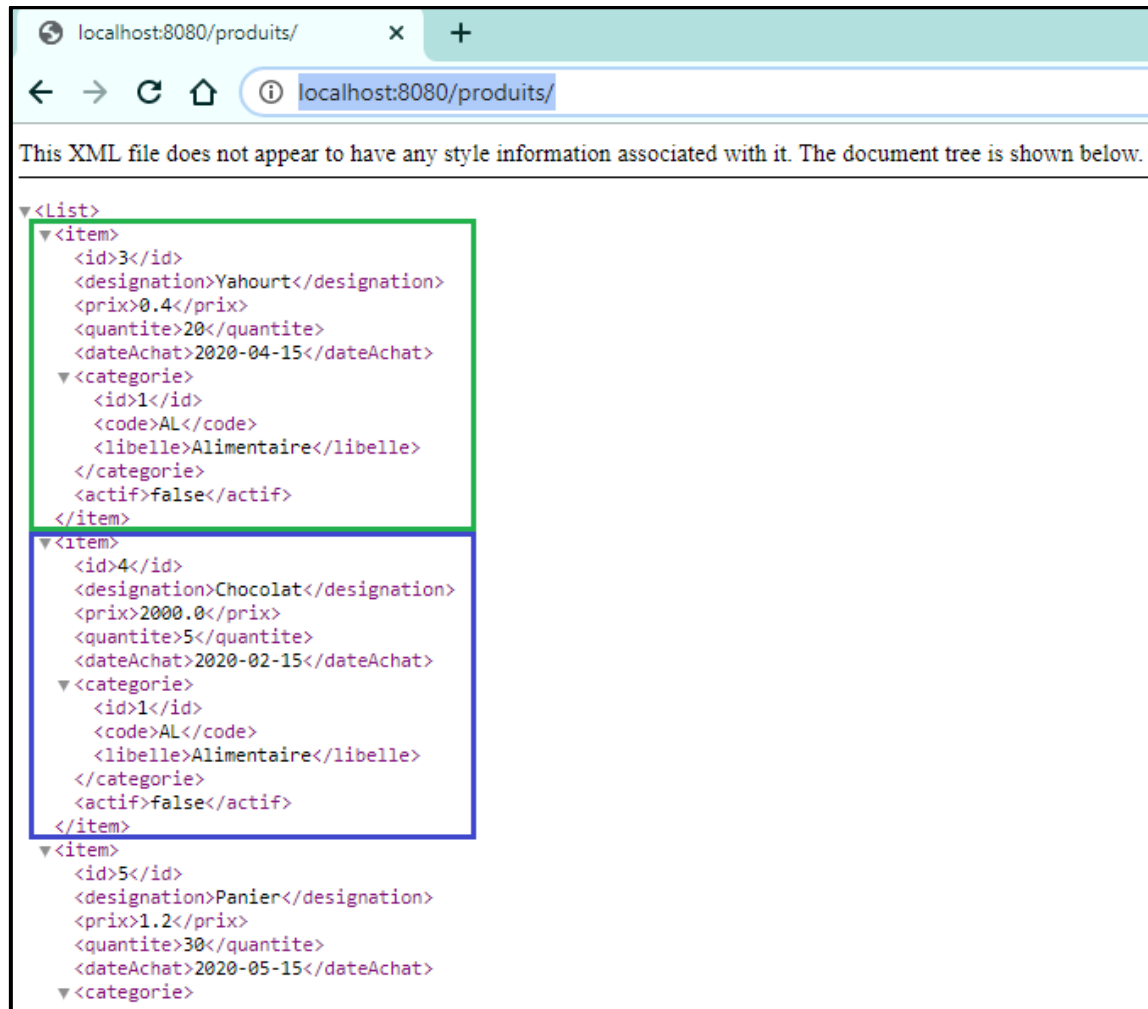 localhost:8080/produits/
localhost:8080/produits/
This XML file does not appear to have any style information associated with it. The document tree is shown below.
▼<List>
▼<item>
<id>3</id>
<designation>Yahourt</designation>
<prix>0.4</prix>
<quantite>20</quantite>
<dateAchat>2020-04-15</dateAchat>
▼<categorie>
<id>1</id>
<code>AL</code>
<libelle>Alimentaire</libelle>
</categorie>
<actif>false</actif>
</item>
▼<item>
<id>4</id>
<designation>Chocolat</designation>
<prix>2000.0</prix>
<quantite>5</quantite>
<dateAchat>2020-02-15</dateAchat>
▼<categorie>
<id>1</id>
<code>AL</code>
<libelle>Alimentaire</libelle>
</categorie>
<actif>false</actif>
</item>
▼<item>
<id>5</id>
<designation>Panier</designation>
<prix>1.2</prix>
<quantite>30</quantite>
<dateAchat>2020-05-15</dateAchat>
▼<categorie>